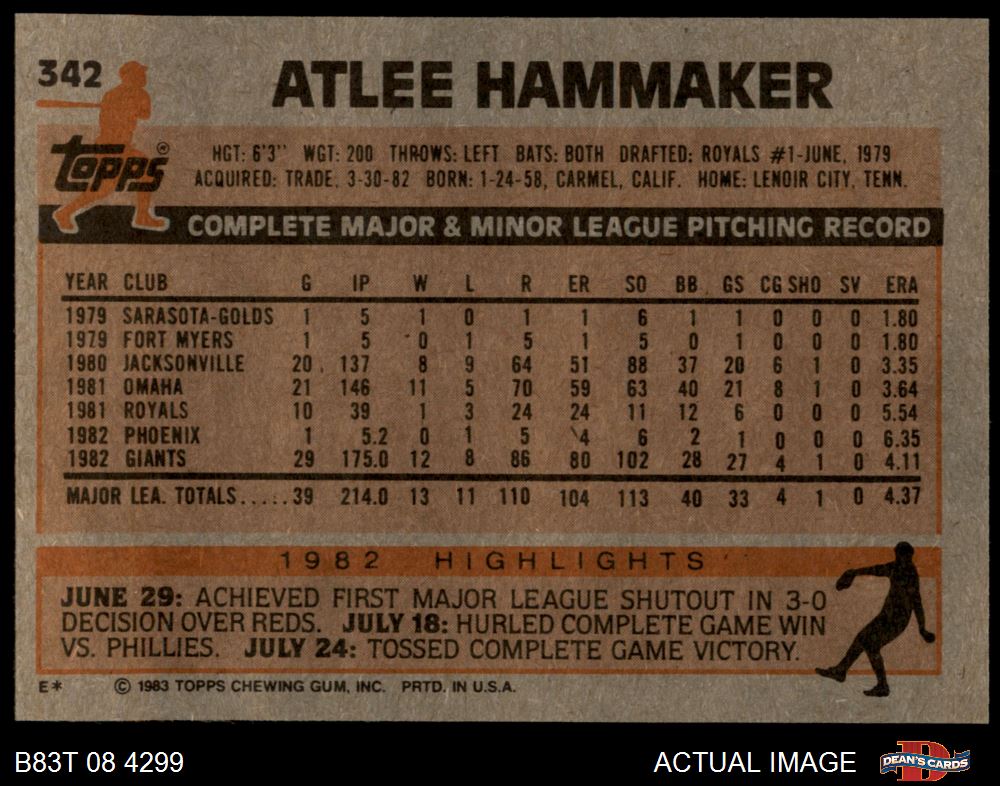 342
ATLEE HAMMAKER
Topps®
HGT: 6'3" WGT: 200 THROWS: LEFT BATS: BOTH DRAFTED: ROYALS #1-JUNE, 1979
ACQUIRED: TRADE, 3-30-82 BORN: 1-24-58, CARMEL, CALIF. HOME: LENOIR CITY, TENN.
COMPLETE MAJOR & MINOR LEAGUE PITCHING RECORD
YEAR CLUB G IP W L R ER SO BB GS CG SHO SV ERA
1979 SARASOTA-GOLDS 1 5 1 0 1 1 6 1 1 0 0 0 1.80
1979 FORT MYERS 1 5 0 1 5 1 5 0 1 0 0 0 1.80
1980 JACKSONVILLE 20 137 8 9 64 51 88 37 20 6 1 0 3.35
1981 OMAHA 21 146 11 5 70 59 63 40 21 8 1 0 3.64
1981 ROYALS 10 39 1 3 24 24 11 12 6 0 0 0 5.54
1982 PHOENIX 1 5.2 0 1 5 4 6 2 1 0 0 0 6.35
1982 GIANTS 29 175.0 12 8 86 80 102 28 27 4 1 0 4.11
MAJOR LEA. TOTALS.....39 214.0 13 11 110 104 113 40 33 4 1 0 4.37
1982 HIGHLIGHTS
JUNE 29: ACHIEVED FIRST MAJOR LEAGUE SHUTOUT IN 3-0
DECISION OVER REDS. JULY 18: HURLED COMPLETE GAME WIN
VS. PHILLIES. JULY 24: TOSSED COMPLETE GAME VICTORY.
E* © 1983 TOPPS CHEWING GUM, INC. PRTD. IN U.S.A.
B83T 08 4299 ACTUAL IMAGE D DEAN'S CARDS